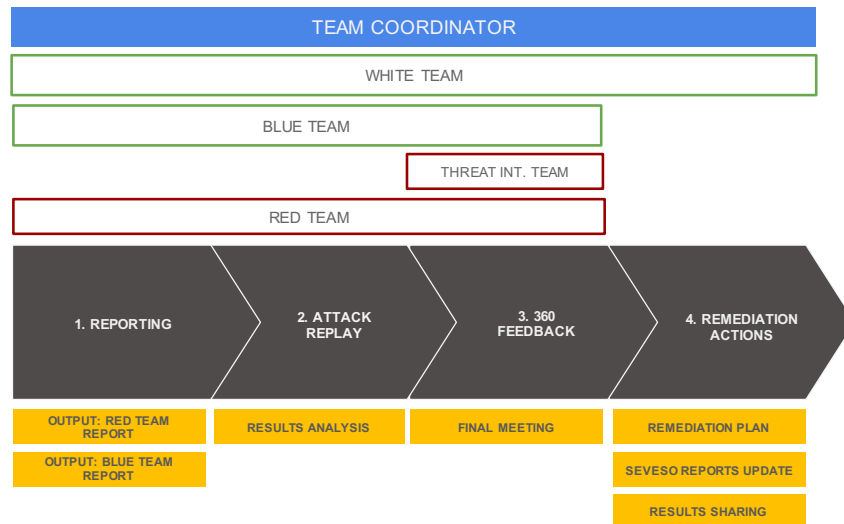 TEAM COORDINATOR
WHITE TEAM
BLUE TEAM
THREAT INT. TEAM
RED TEAM
1. REPORTING
2. ATTACK
REPLAY
3. 360
FEEDBACK
4. REMEDIATION
ACTIONS
OUTPUT: RED TEAM
REPORT
RESULTS ANALYSIS
FINAL MEETING
REMEDIATION PLAN
OUTPUT: BLUE TEAM
REPORT
SEVESO REPORTS UPDATE
RESULTS SHARING